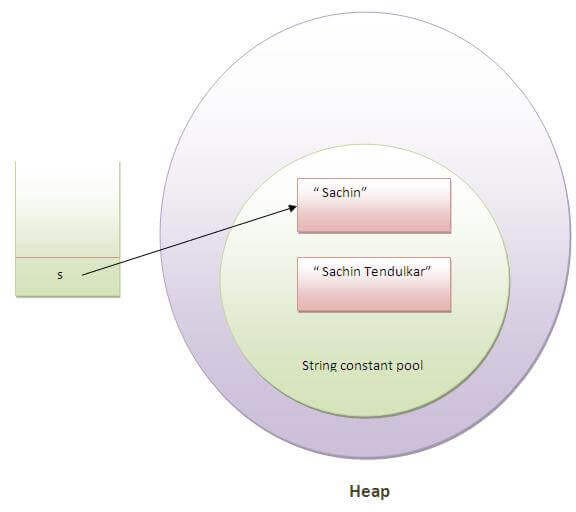 “ Sachin”
s
“ Sachin Tendulkar”
String constant pool
Heap